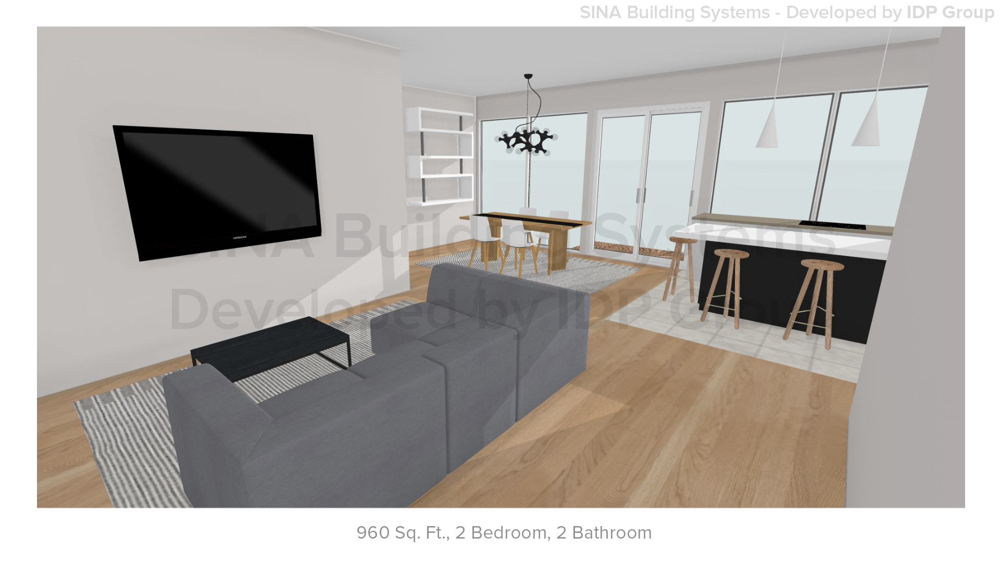 SINA Building Systems - Developed by IDP Group
HITACHI
SINA Building Systems
Developed by IDP Group
960 Sq. Ft., 2 Bedroom, 2 Bathroom